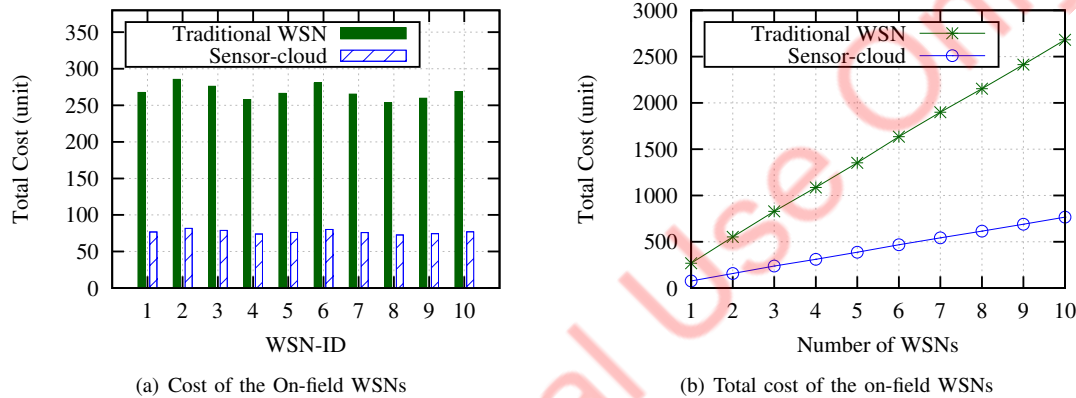 Total Cost (unit)
350
300
250
200
150
100
50
0
Traditional WSN
Sensor-cloud
1 2 3 4 5 6 7 8 9 10
WSN-ID
(a) Cost of the On-field WSNs
Total Cost (unit)
3000
2500
2000
1500
1000
500
0
Traditional WSN
Sensor-cloud
1 2 3 4 5 6 7 8 9 10
Number of WSNs
(b) Total cost of the on-field WSNs
al Use On